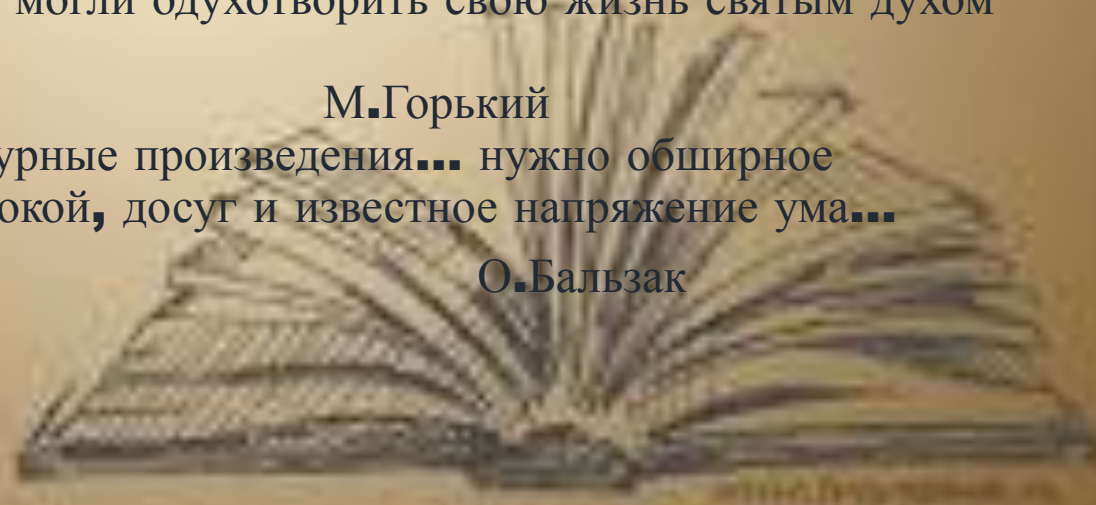 могли одухотворить свою жизнь святым духом
М.Горький
урные произведения... нужно обширное
окой, досуг и известное напряжение ума...
О.Бальзак